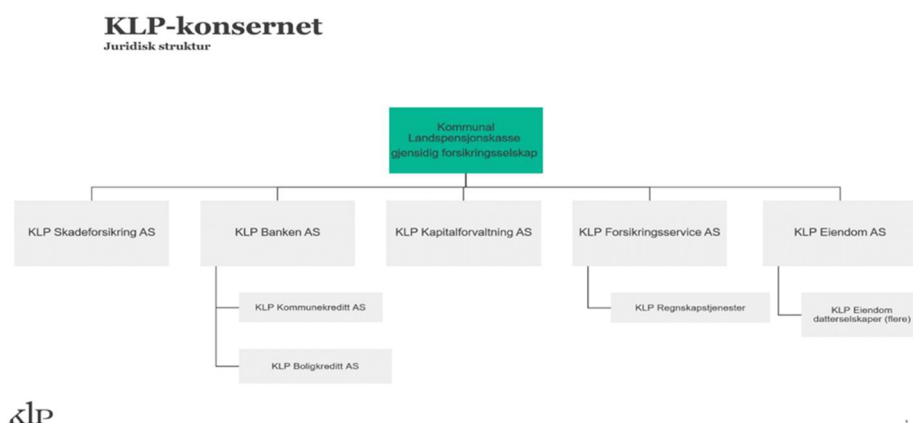 KLP-konsernet
Juridisk struktur
Kommunal
Landspensjonskasse
gjensidig forsikringsselskap
KLP Skadeforsikring AS
KLP Banken AS
KLP Kapitalforvaltning AS
KLP Forsikringsservice AS
KLP Eiendom AS
KLP Kommunekreditt AS
KLP Regnskapstjenester
KLP Eiendom
datterselskaper (flere)
KLP Boligkreditt AS
klp